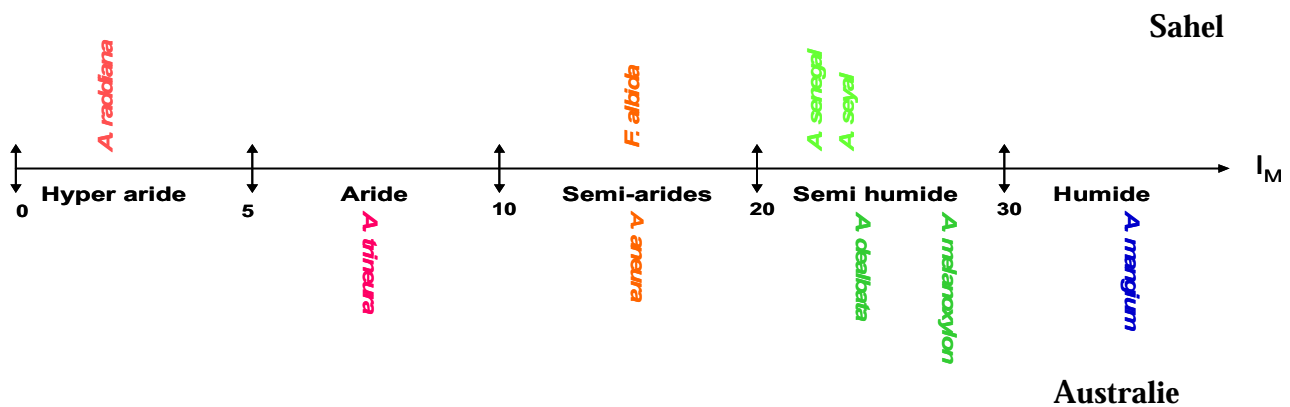 Sahel
A. raddiana
F. albida
A. senegal
A. seyal
I_M
Hyper aride
Aride
Semi-arides
Semi humide
Humide
0
5
10
20
30
A. trineura
A. aneura
A. dealbata
A. melanoxylon
A. mangium
Australie